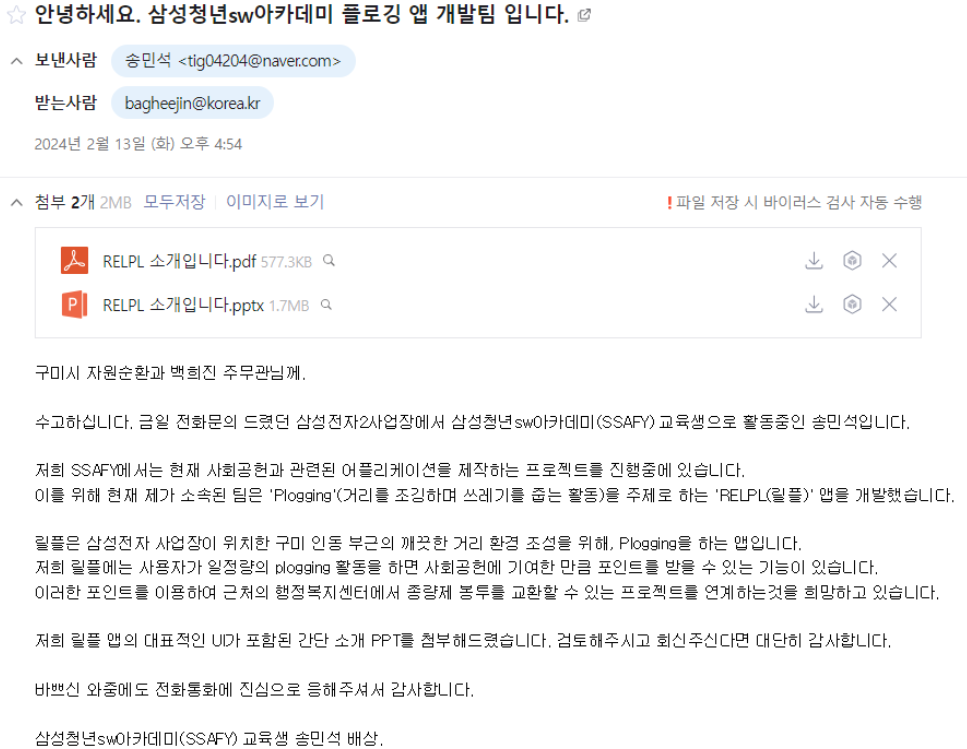 안녕하세요. 삼성청년sw아카데미 플로깅 앱 개발팀 입니다.
보낸사람 송민석 <tig04204@naver.com>
받는사람 bagheejin@korea.kr
2024년 2월 13일 (화) 오후 4:54
첨부 2개 2MB 모두저장 이미지로 보기 !파일 저장 시 바이러스 검사 자동 수행
RELPL 소개입니다.pdf 577.3KB
P RELPL 소개입니다.pptx 1.7MB
구미시 자원순환과 백희진 주무관님께,
수고하십니다. 금일 전화문의 드렸던 삼성전자2사업장에서 삼성청년sw아카데미(SSAFY) 교육생으로 활동중인 송민석입니다.
저희 SSAFY에서는 현재 사회공헌과 관련된 어플리케이션을 제작하는 프로젝트를 진행중에 있습니다.
이를 위해 현재 제가 소속된 팀은 'Plogging'(거리를 조깅하며 쓰레기를 줍는 활동)을 주제로 하는 'RELPL(릴플)' 앱을 개발했습니다.
릴플은 삼성전자 사업장이 위치한 구미 인동 부근의 깨끗한 거리 환경 조성을 위해, Plogging을 하는 앱입니다.
저희 릴플에는 사용자가 일정량의 plogging 활동을 하면 사회공헌에 기여한 만큼 포인트를 받을 수 있는 기능이 있습니다.
이러한 포인트를 이용하여 근처의 행정복지센터에서 종량제 봉투를 교환할 수 있는 프로젝트를 연계하는것을 희망하고 있습니다.
저희 릴플 앱의 대표적인 UI가 포함된 간단 소개 PPT를 첨부해드렸습니다. 검토해주시고 회신주신다면 대단히 감사합니다.
바쁘신 와중에도 전화통화에 진심으로 응해주셔서 감사합니다.
삼성청년sw아카데미(SSAFY) 교육생 송민석 배상.